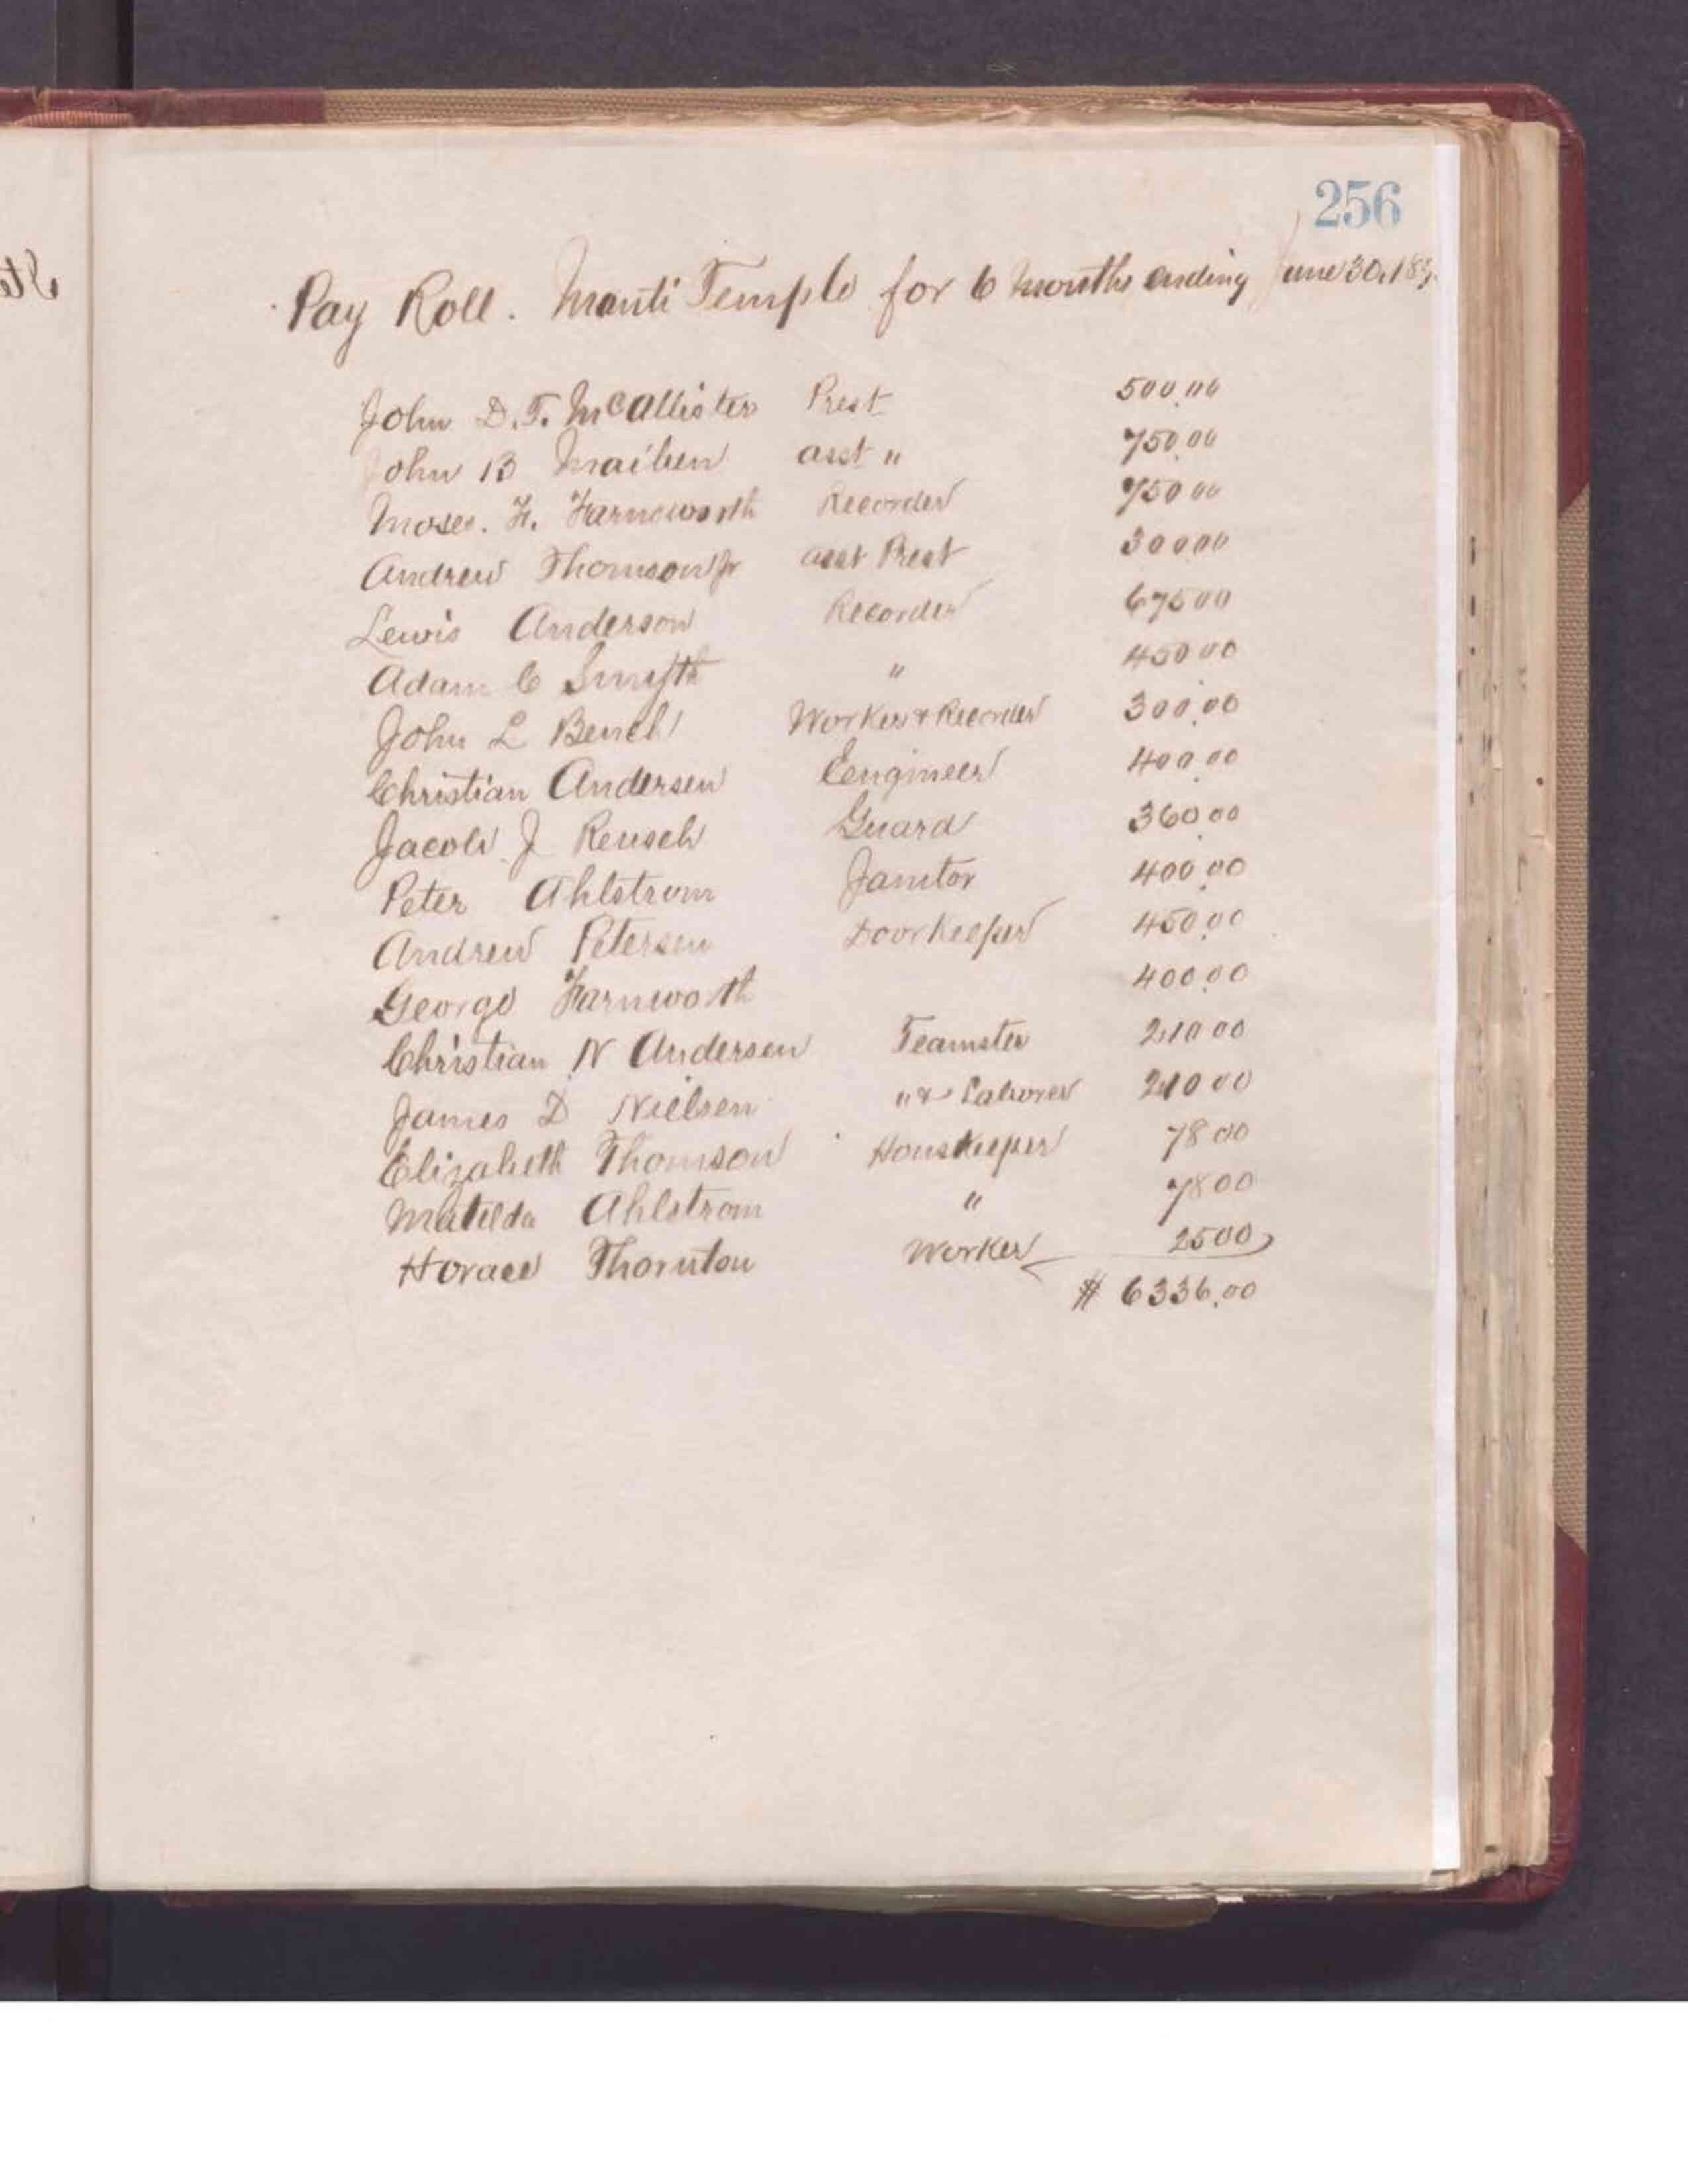 256
Pay Roll. Manti Temple for 6 Months ending June 30, 18
John D. T. McAllister Prest 500.00
John B Maiben asst " 750.00
Moses. F. Farnsworth Recorder 750 00
Andrew Thomson Jr asst Prest 300 00
Lewis Anderson Recorder 675 00
Adam C Smyth " 450 00
John L Bench Worker & Recorder 300.00
Christian Andersen Eengineer 400.00
Jacob J Reusch Guard 360.00
Peter Ahlstrom Janitor 400.00
Andrew Petersen Doorkeeper 450.00
George Farnworth 400.00
Christian N Andersen Teamster 210 00
James D Nielsen " & Laborer 210 00
Elizabeth Thomson Houskeeper 78 00
Matilda Ahlstrom " 78 00
Horace Thornton Worker 25 00
$ 6336.00